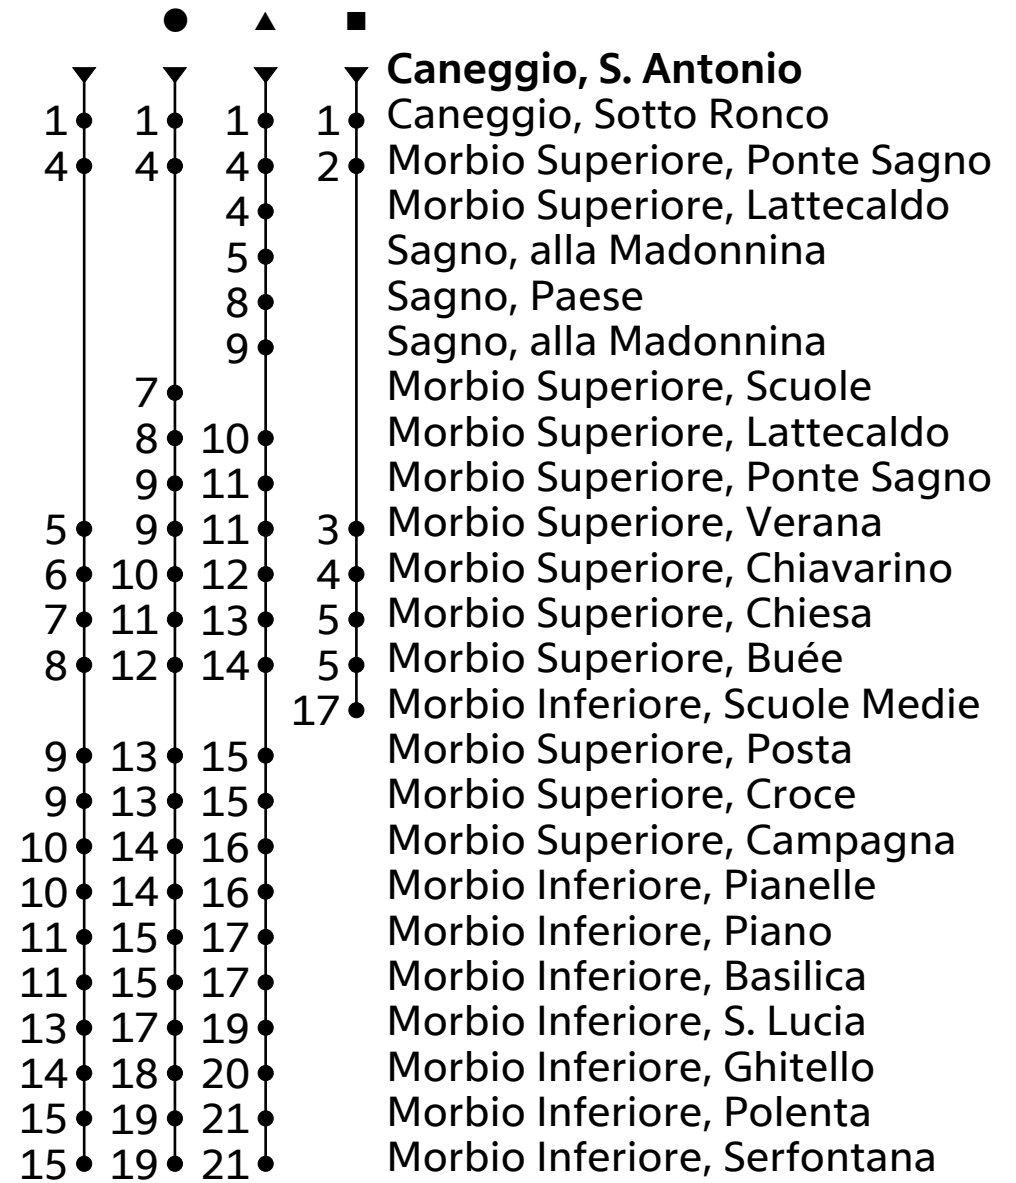 ● ▲ ■
Caneggio, S. Antonio
1 1 1 1 Caneggio, Sotto Ronco
4 4 4 2 Morbio Superiore, Ponte Sagno
4 Morbio Superiore, Lattecaldo
5 Sagno, alla Madonnina
8 Sagno, Paese
9 Sagno, alla Madonnina
7 Morbio Superiore, Scuole
8 10 Morbio Superiore, Lattecaldo
9 11 Morbio Superiore, Ponte Sagno
5 9 11 3 Morbio Superiore, Verana
6 10 12 4 Morbio Superiore, Chiavarino
7 11 13 5 Morbio Superiore, Chiesa
8 12 14 5 Morbio Superiore, Buée
17 Morbio Inferiore, Scuole Medie
9 13 15 Morbio Superiore, Posta
9 13 15 Morbio Superiore, Croce
10 14 16 Morbio Superiore, Campagna
10 14 16 Morbio Inferiore, Pianelle
11 15 17 Morbio Inferiore, Piano
11 15 17 Morbio Inferiore, Basilica
13 17 19 Morbio Inferiore, S. Lucia
14 18 20 Morbio Inferiore, Ghitello
15 19 21 Morbio Inferiore, Polenta
15 19 21 Morbio Inferiore, Serfontana